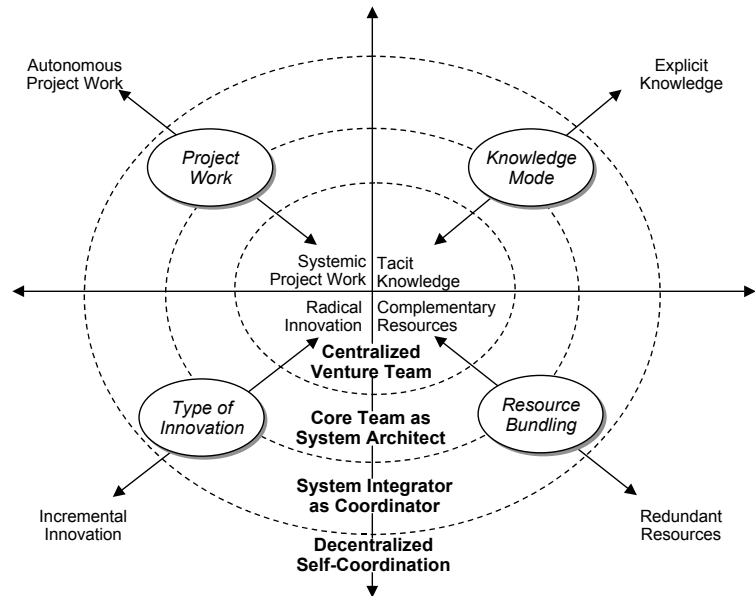 Autonomous
Project Work
Explicit
Knowledge
Project
Work
Knowledge
Mode
Systemic
Project Work
Tacit
Knowledge
Radical
Innovation
Complementary
Resources
Centralized
Venture Team
Type of
Innovation
Core Team as
System Architect
Resource
Bundling
System Integrator
as Coordinator
Incremental
Innovation
Redundant
Resources
Decentralized
Self-Coordination